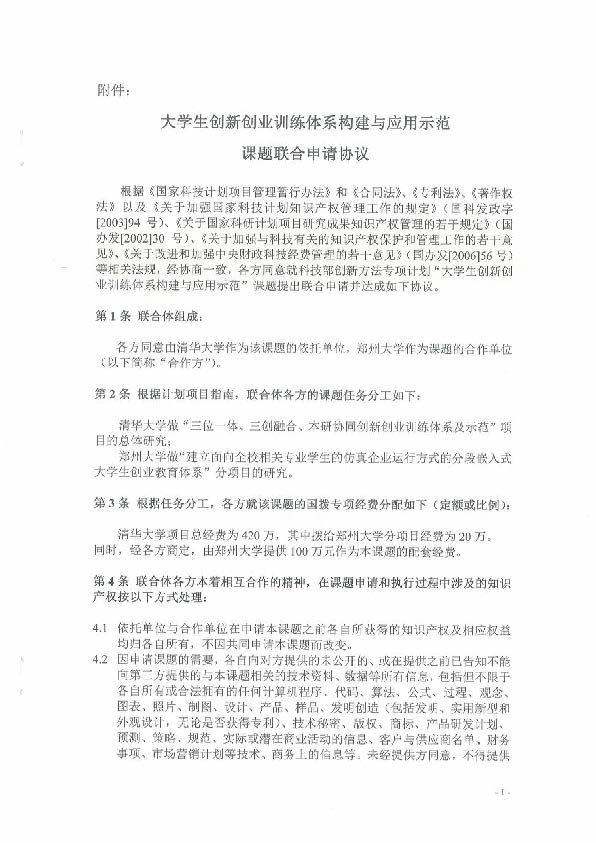 附件：
大学生创新创业训练体系构建与应用示范
课题联合申请协议
根据《国家科技计划项目管理暂行办法》和《合同法》、《专利法》、《著作权
法》以及《关于加强国家科技计划知识产权管理工作的规定》（国科发政字
[2003]94 号）、《关于国家科研计划项目研究成果知识产权管理的若干规定》（国
办发[2002]30 号）、《关于加强与科技有关的知识产权保护和管理工作的若干意
见》、《关于改进和加强中央财政科技经费管理的若干意见》（国办发[2006]56 号）
等相关法规，经协商一致，各方同意就科技部创新方法专项计划“大学生创新创
业训练体系构建与应用示范”课题提出联合申请并达成如下协议。
第 1 条 联合体组成：
各方同意由清华大学作为该课题的依托单位，郑州大学作为课题的合作单位
（以下简称“合作方”）。
第 2 条 根据计划项目指南，联合体各方的课题任务分工如下：
清华大学做“三位一体、三创融合、本研协同创新创业训练体系及示范”项
目的总体研究；
郑州大学做“建立面向全校相关专业学生的仿真企业运行方式的分段嵌入式
大学生创业教育体系”分项目的研究。
第 3 条 根据任务分工，各方就该课题的国拨专项经费分配如下（定额或比例）：
清华大学项目总经费为 420 万，其中拨给郑州大学分项目经费为 20 万。
同时，经各方商定，由郑州大学提供 100 万元作为本课题的配套经费。
第 4 条 联合体各方本着相互合作的精神，在课题申请和执行过程中涉及的知识
产权按以下方式处理：
4.1 依托单位与合作单位在申请本课题之前各自所获得的知识产权及相应权益
均归各自所有，不因共同申请本课题而改变。
4.2 因申请课题的需要，各自向对方提供的未公开的、或在提供之前已告知不能
向第三方提供的与本课题相关的技术资料、数据等所有信息，包括但不限于
各自所有或合法拥有的任何计算机程序、代码、算法、公式、过程、观念、
图表、照片、制图、设计、产品、样品、发明创造（包括发明、实用新型和
外观设计，无论是否获得专利）、技术秘密、版权、商标、产品研发计划、
预测、策略、规范、实际或潜在商业活动的信息、客户与供应商名单、财务
事项、市场营销计划等技术、商务上的信息等。未经提供方同意，不得提供
- 1 -